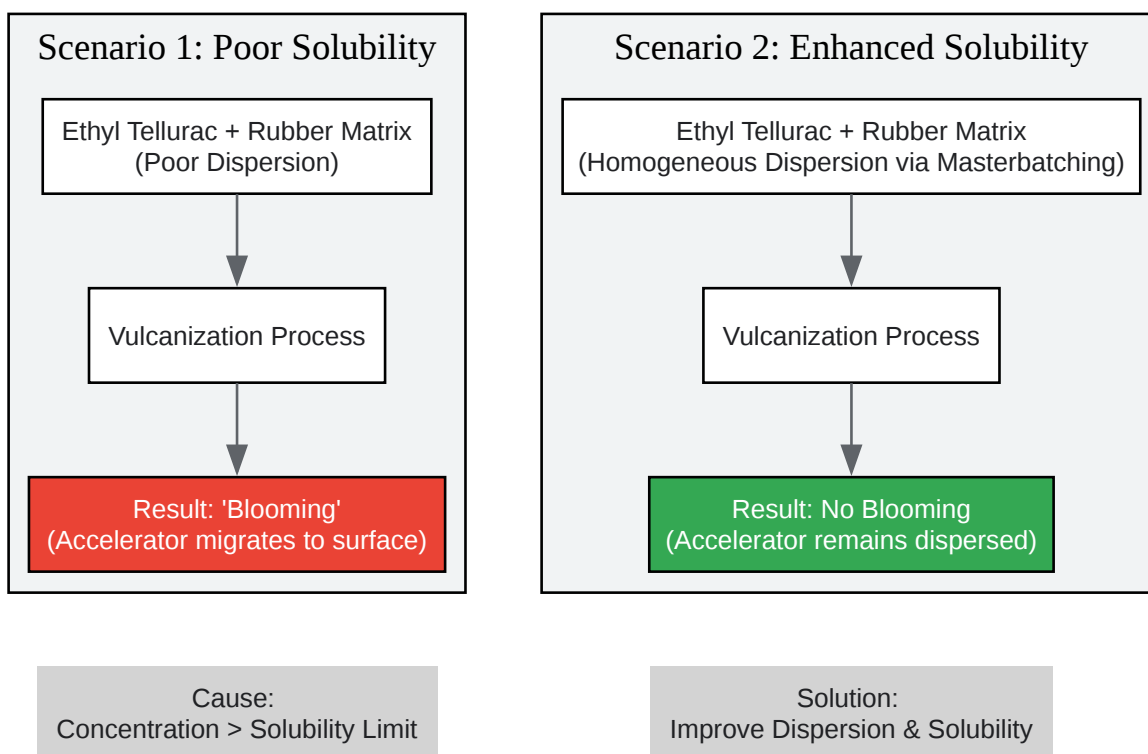 Scenario 1: Poor Solubility
Ethyl Tellurac + Rubber Matrix
(Poor Dispersion)
Vulcanization Process
Result: 'Blooming'
(Accelerator migrates to surface)
Cause:
Concentration > Solubility Limit
Scenario 2: Enhanced Solubility
Ethyl Tellurac + Rubber Matrix
(Homogeneous Dispersion via Masterbatching)
Vulcanization Process
Result: No Blooming
(Accelerator remains dispersed)
Solution:
Improve Dispersion & Solubility